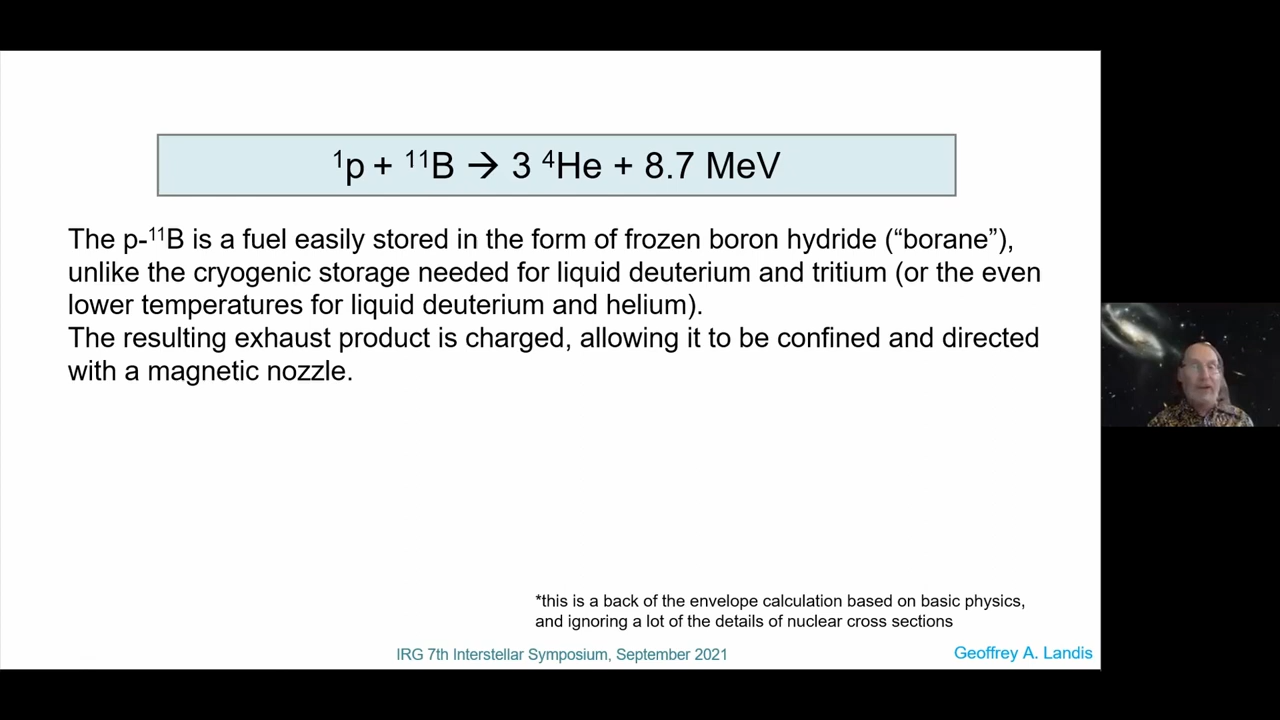 ¹p + ¹¹B → 3 ⁴He + 8.7 MeV
The p-¹¹B is a fuel easily stored in the form of frozen boron hydride (“borane”),
unlike the cryogenic storage needed for liquid deuterium and tritium (or the even
lower temperatures for liquid deuterium and helium).
The resulting exhaust product is charged, allowing it to be confined and directed
with a magnetic nozzle.
*this is a back of the envelope calculation based on basic physics,
and ignoring a lot of the details of nuclear cross sections
IRG 7th Interstellar Symposium, September 2021
Geoffrey A. Landis